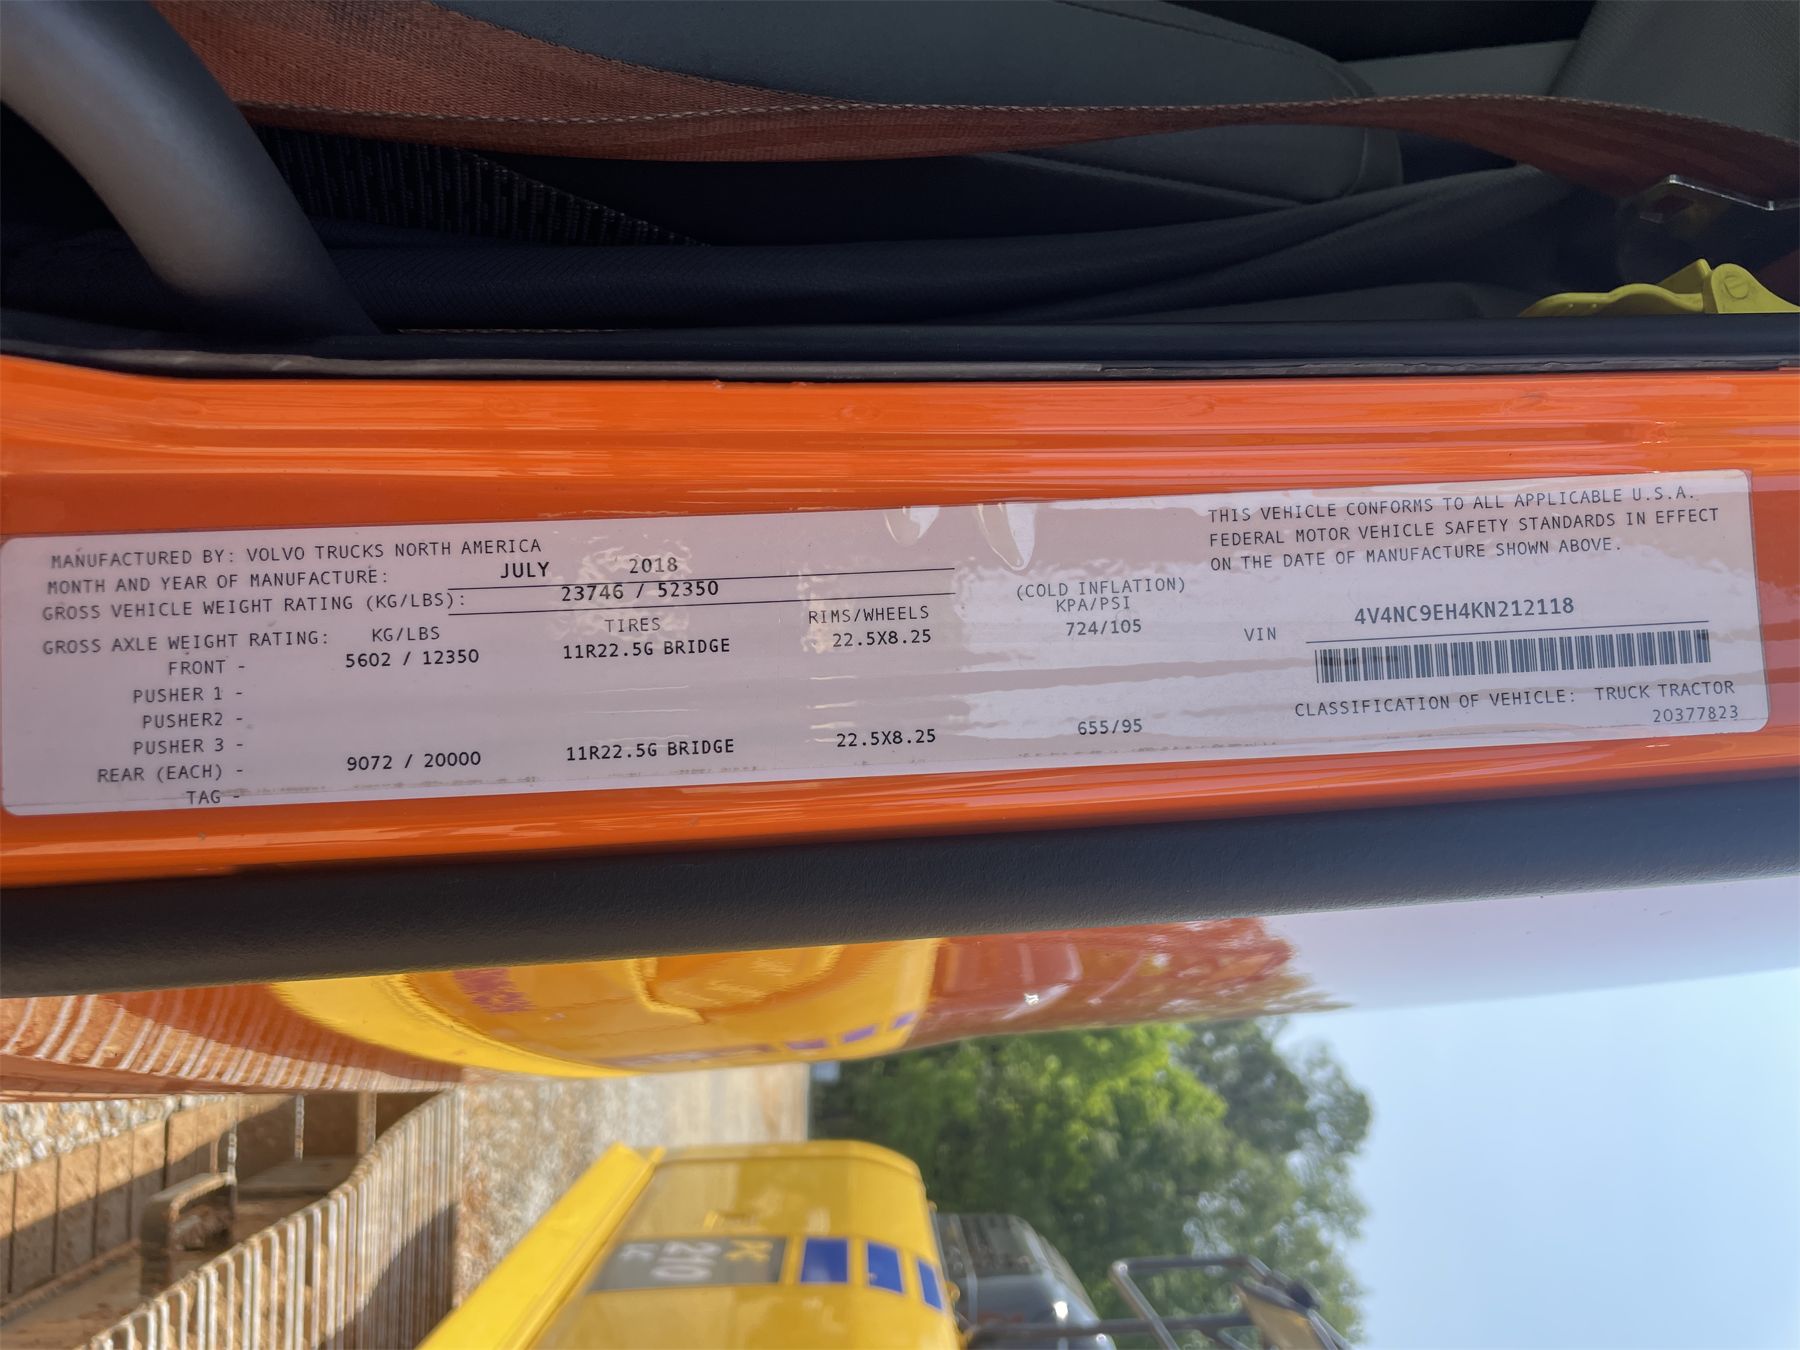 MANUFACTURED BY: VOLVO TRUCKS NORTH AMERICA
MONTH AND YEAR OF MANUFACTURE: JULY 2018
GROSS VEHICLE WEIGHT RATING (KG/LBS): 23746 / 52350
GROSS AXLE WEIGHT RATING: KG/LBS TIRES RIMS/WHEELS (COLD INFLATION) KPA/PSI
FRONT - 5602 / 12350 11R22.5G BRIDGE 22.5X8.25 724/105
PUSHER 1 -
PUSHER2 -
PUSHER 3 -
REAR (EACH) - 9072 / 20000 11R22.5G BRIDGE 22.5X8.25 655/95
TAG -
THIS VEHICLE CONFORMS TO ALL APPLICABLE U.S.A.
FEDERAL MOTOR VEHICLE SAFETY STANDARDS IN EFFECT
ON THE DATE OF MANUFACTURE SHOWN ABOVE.
VIN 4V4NC9EH4KN212118
CLASSIFICATION OF VEHICLE: TRUCK TRACTOR
20377823
210